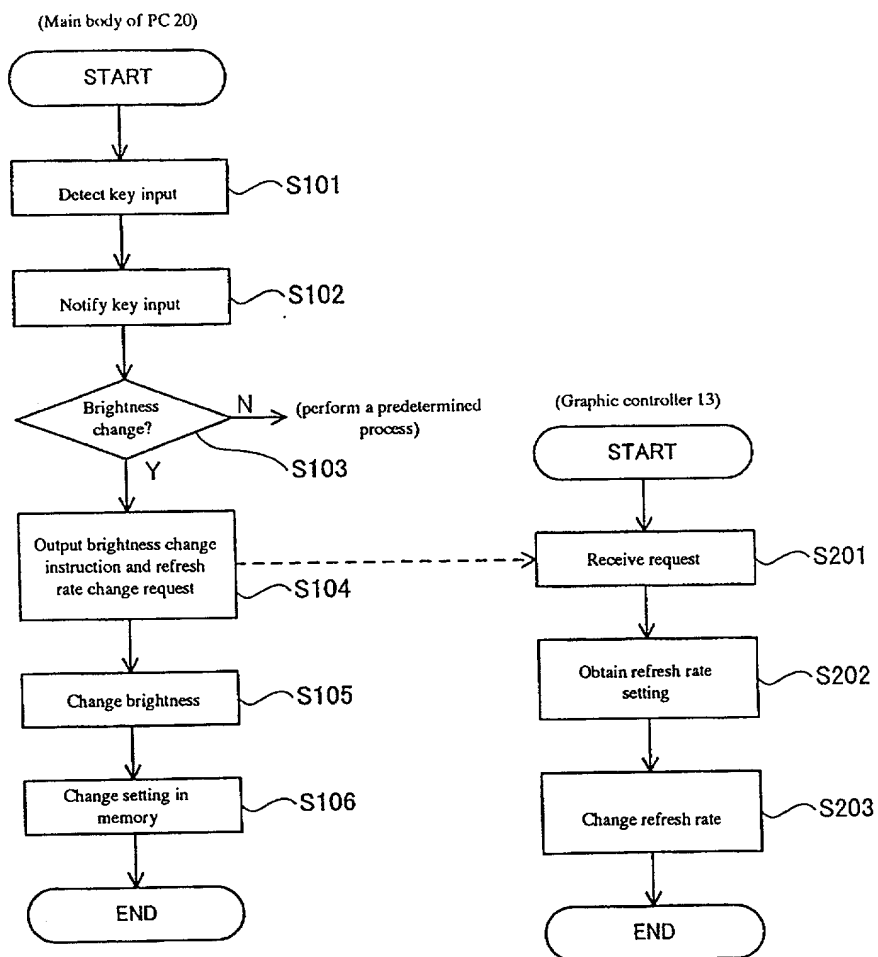 (Main body of PC 20)
START
Detect key input
S101
Notify key input
S102
Brightness
change?
N
(perform a predetermined
process)
S103
Y
Output brightness change
instruction and refresh
rate change request
S104
Change brightness
S105
Change setting in
memory
S106
END
(Graphic controller 13)
START
Receive request
S201
Obtain refresh rate
setting
S202
Change refresh rate
S203
END